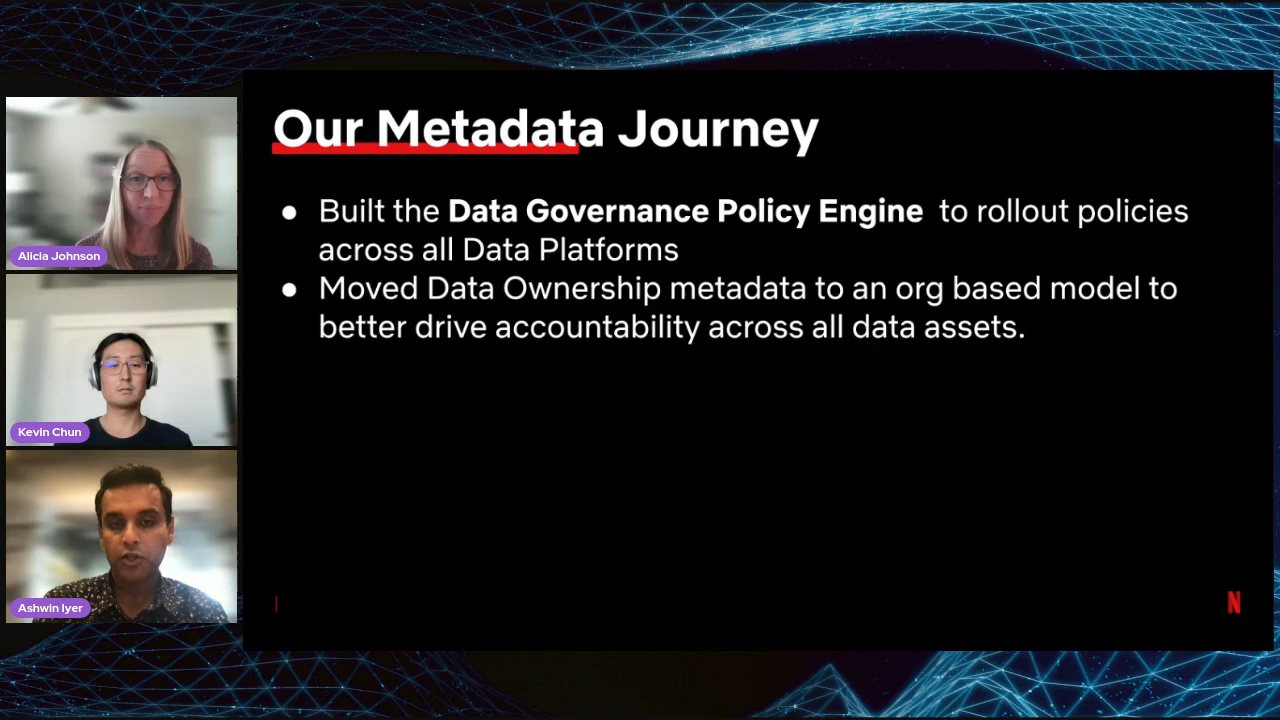 Our Metadata Journey
● Built the Data Governance Policy Engine to rollout policies
across all Data Platforms
● Moved Data Ownership metadata to an org based model to
better drive accountability across all data assets.
Alicia Johnson
Kevin Chun
Ashwin Iyer
N